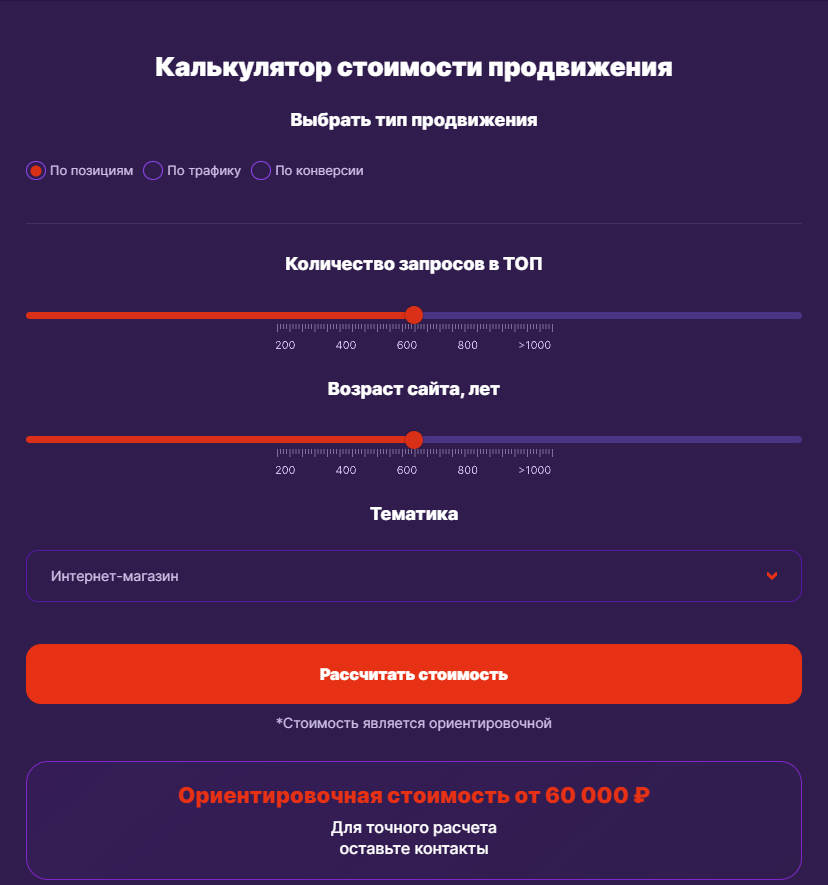 Калькулятор стоимости продвижения
Выбрать тип продвижения
По позициям По трафику По конверсии
Количество запросов в ТОП
200 400 600 800 >1000
Возраст сайта, лет
200 400 600 800 >1000
Тематика
Интернет-магазин
Рассчитать стоимость
*Стоимость является ориентировочной
Ориентировочная стоимость от 60 000 ₽
Для точного расчета
оставьте контакты